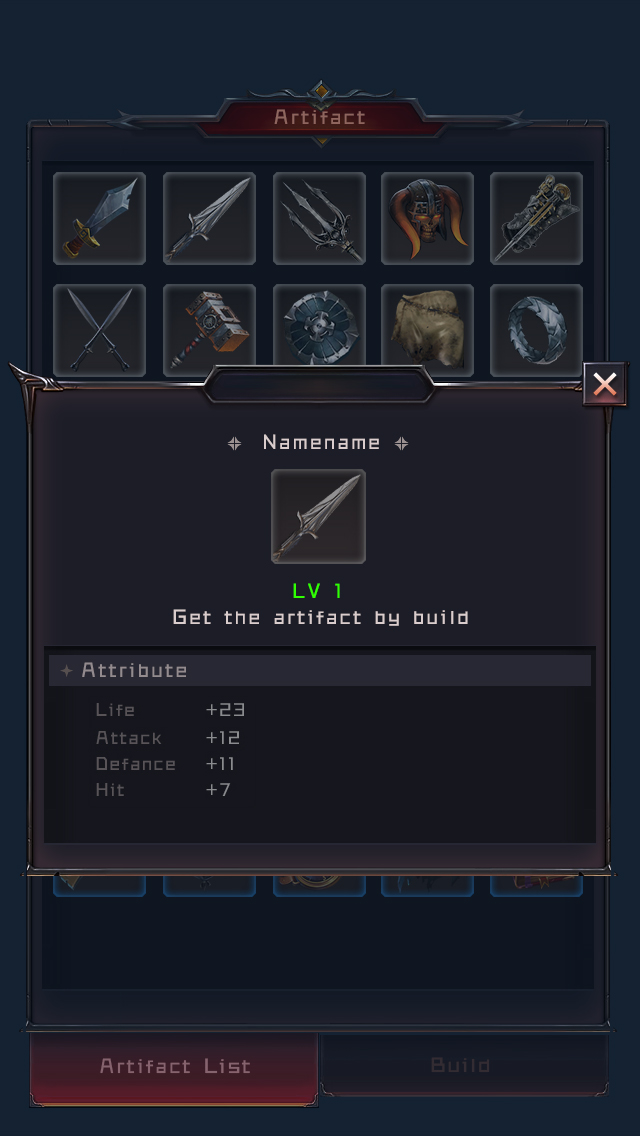 Artifact
Namename
LV 1
Get the artifact by build
Attribute
Life +23
Attack +12
Defance +11
Hit +7
Artifact List
Build